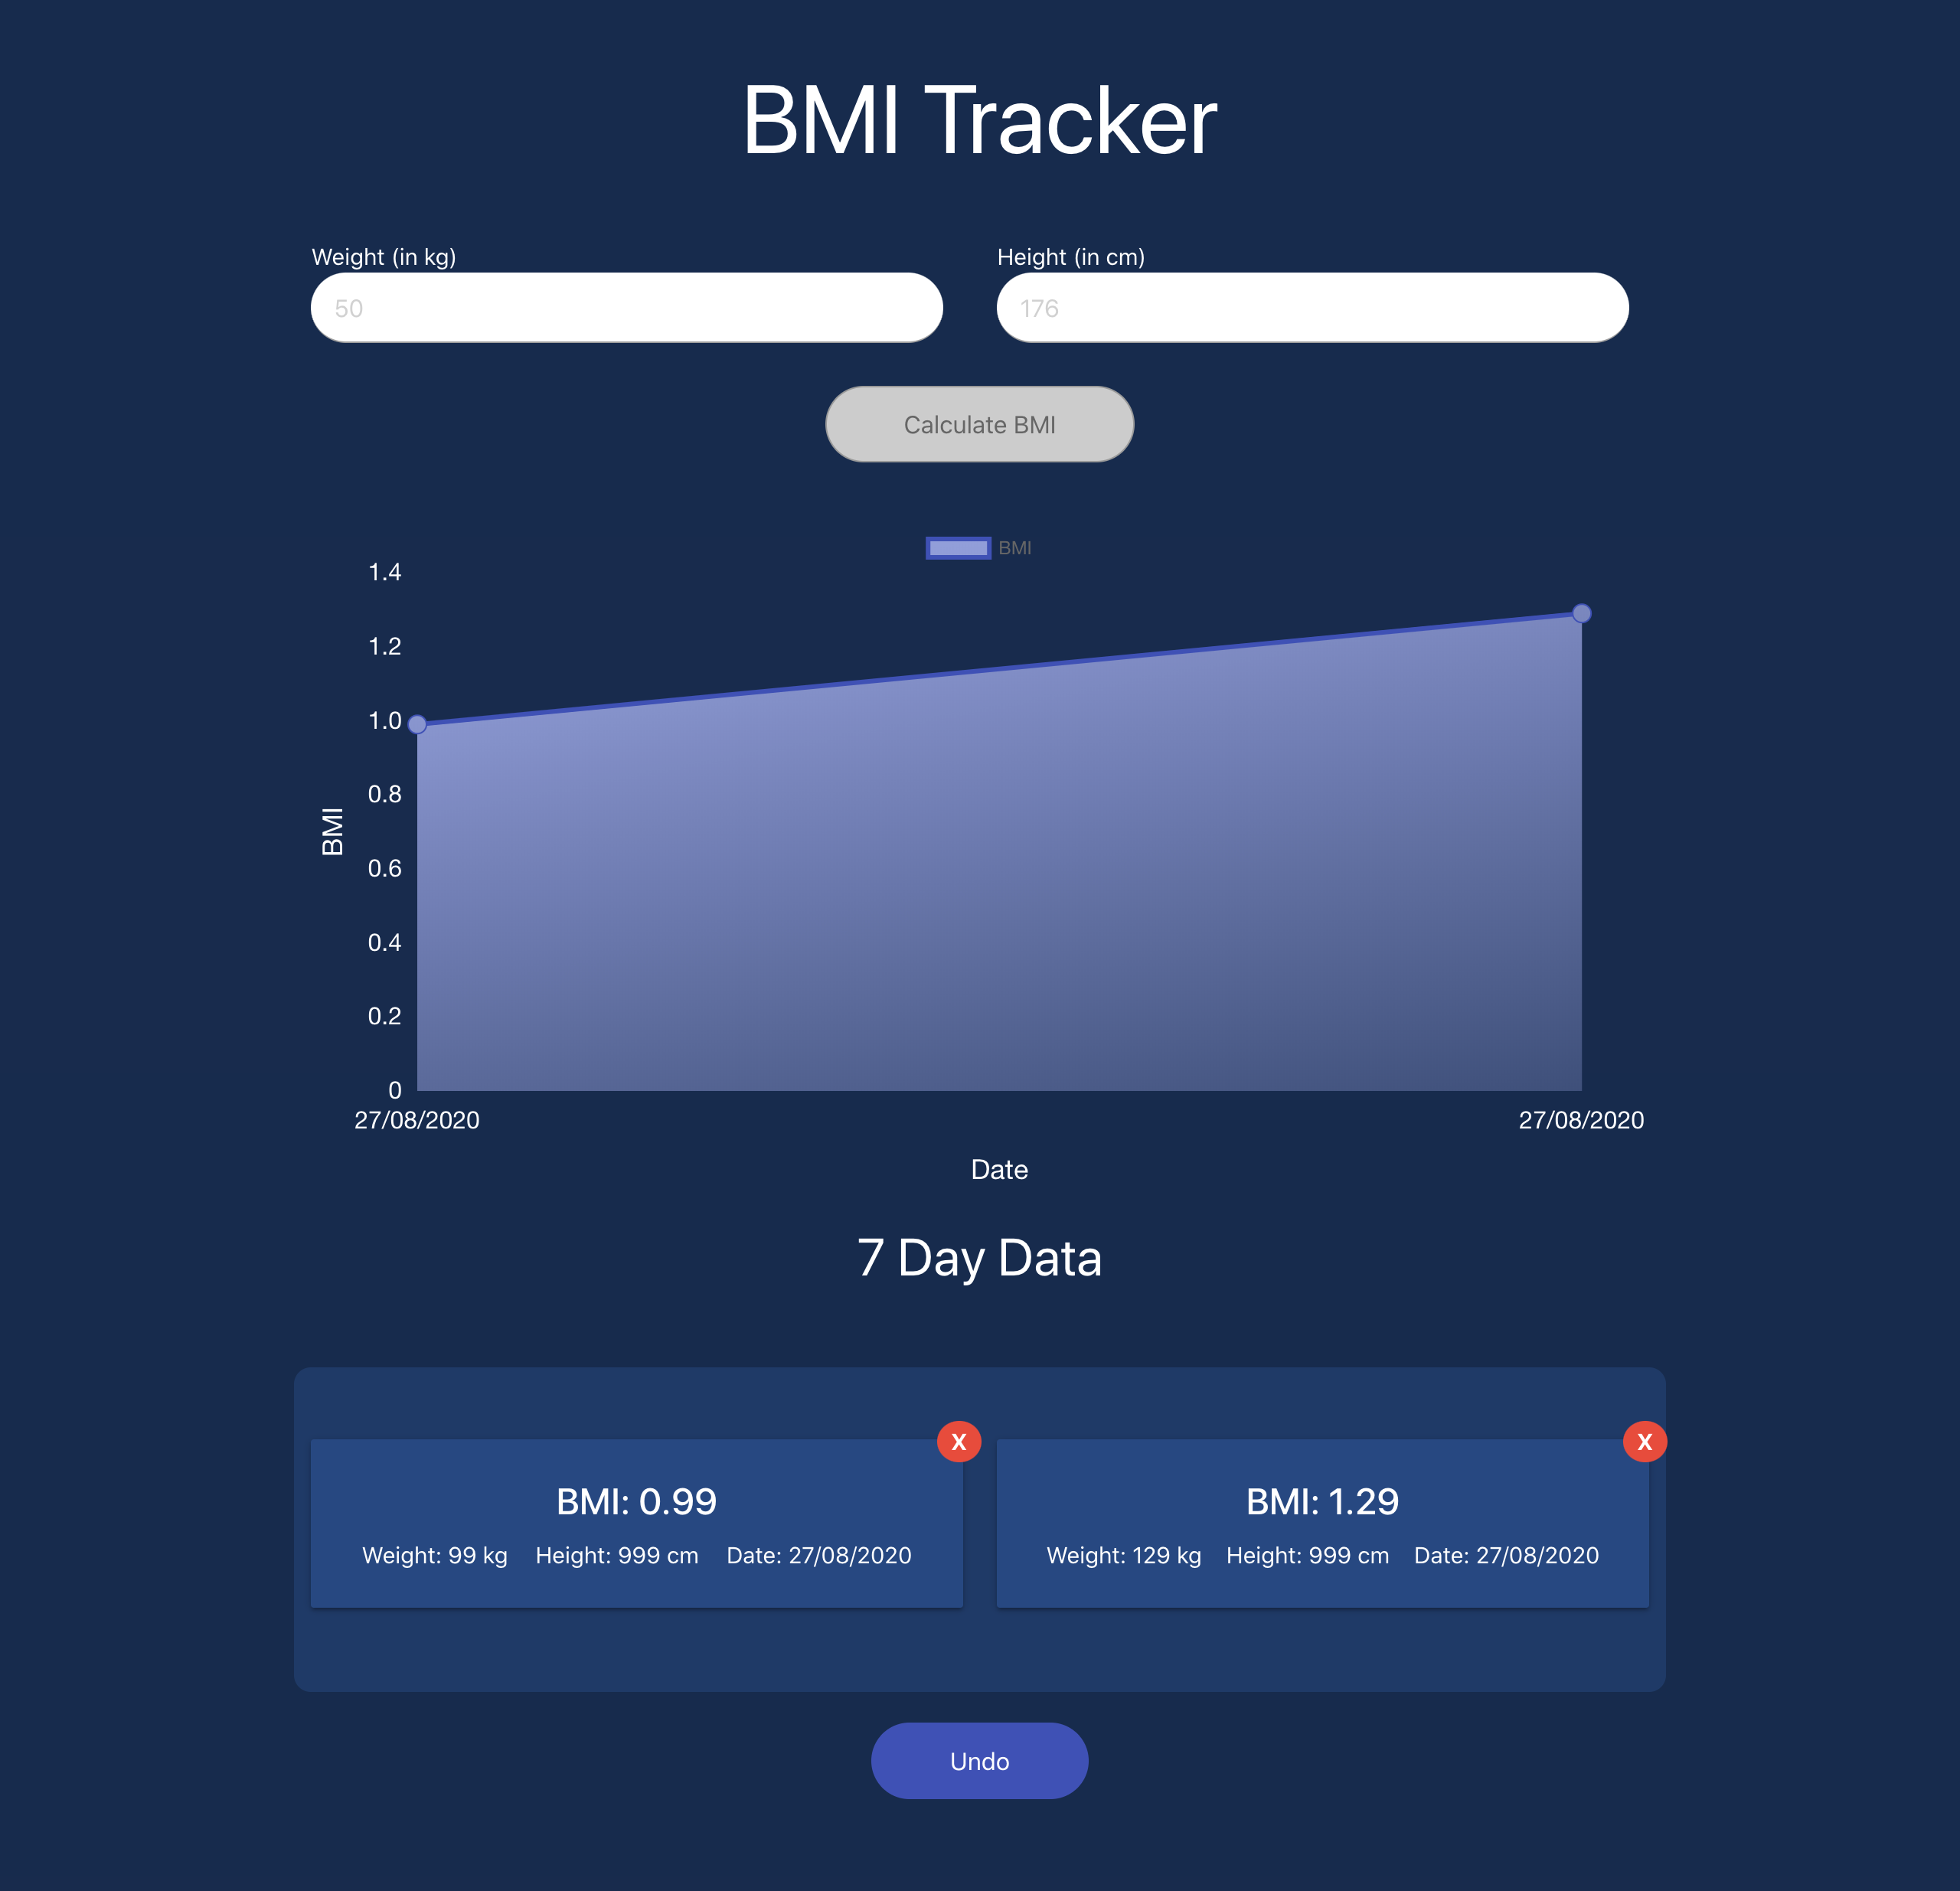 BMI Tracker
Weight (in kg) Height (in cm)
50 176
Calculate BMI
BMI
1.4
1.2
1.0
0.8
BMI
0.6
0.4
0.2
0
27/08/2020 27/08/2020
Date
7 Day Data
X X
BMI: 0.99 BMI: 1.29
Weight: 99 kg Height: 999 cm Date: 27/08/2020 Weight: 129 kg Height: 999 cm Date: 27/08/2020
Undo